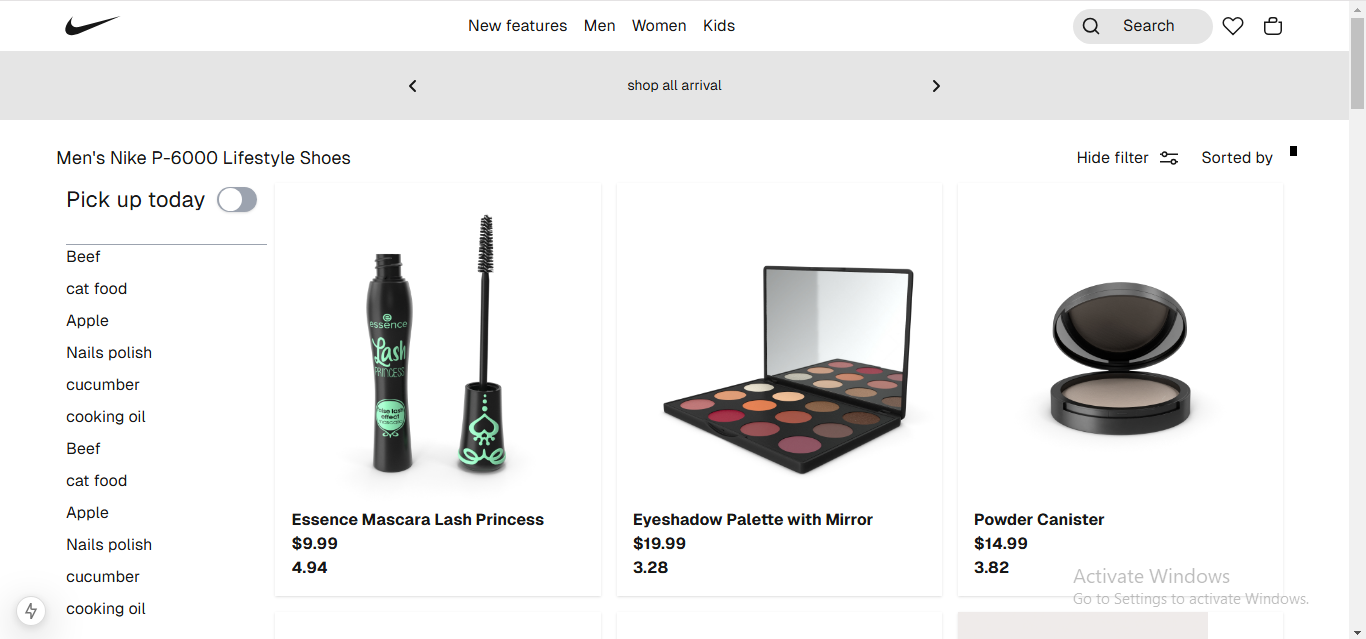 New features Men Women Kids Search
shop all arrival
Men's Nike P-6000 Lifestyle Shoes
Hide filter Sorted by
Pick up today
Beef
cat food
Apple
Nails polish
cucumber
cooking oil
Beef
cat food
Apple
Nails polish
cucumber
cooking oil
essence
Lash
PRINCESS
false lash
effect
mascara
Essence Mascara Lash Princess
$9.99
4.94
Eyeshadow Palette with Mirror
$19.99
3.28
Powder Canister
$14.99
3.82
Activate Windows
Go to Settings to activate Windows.